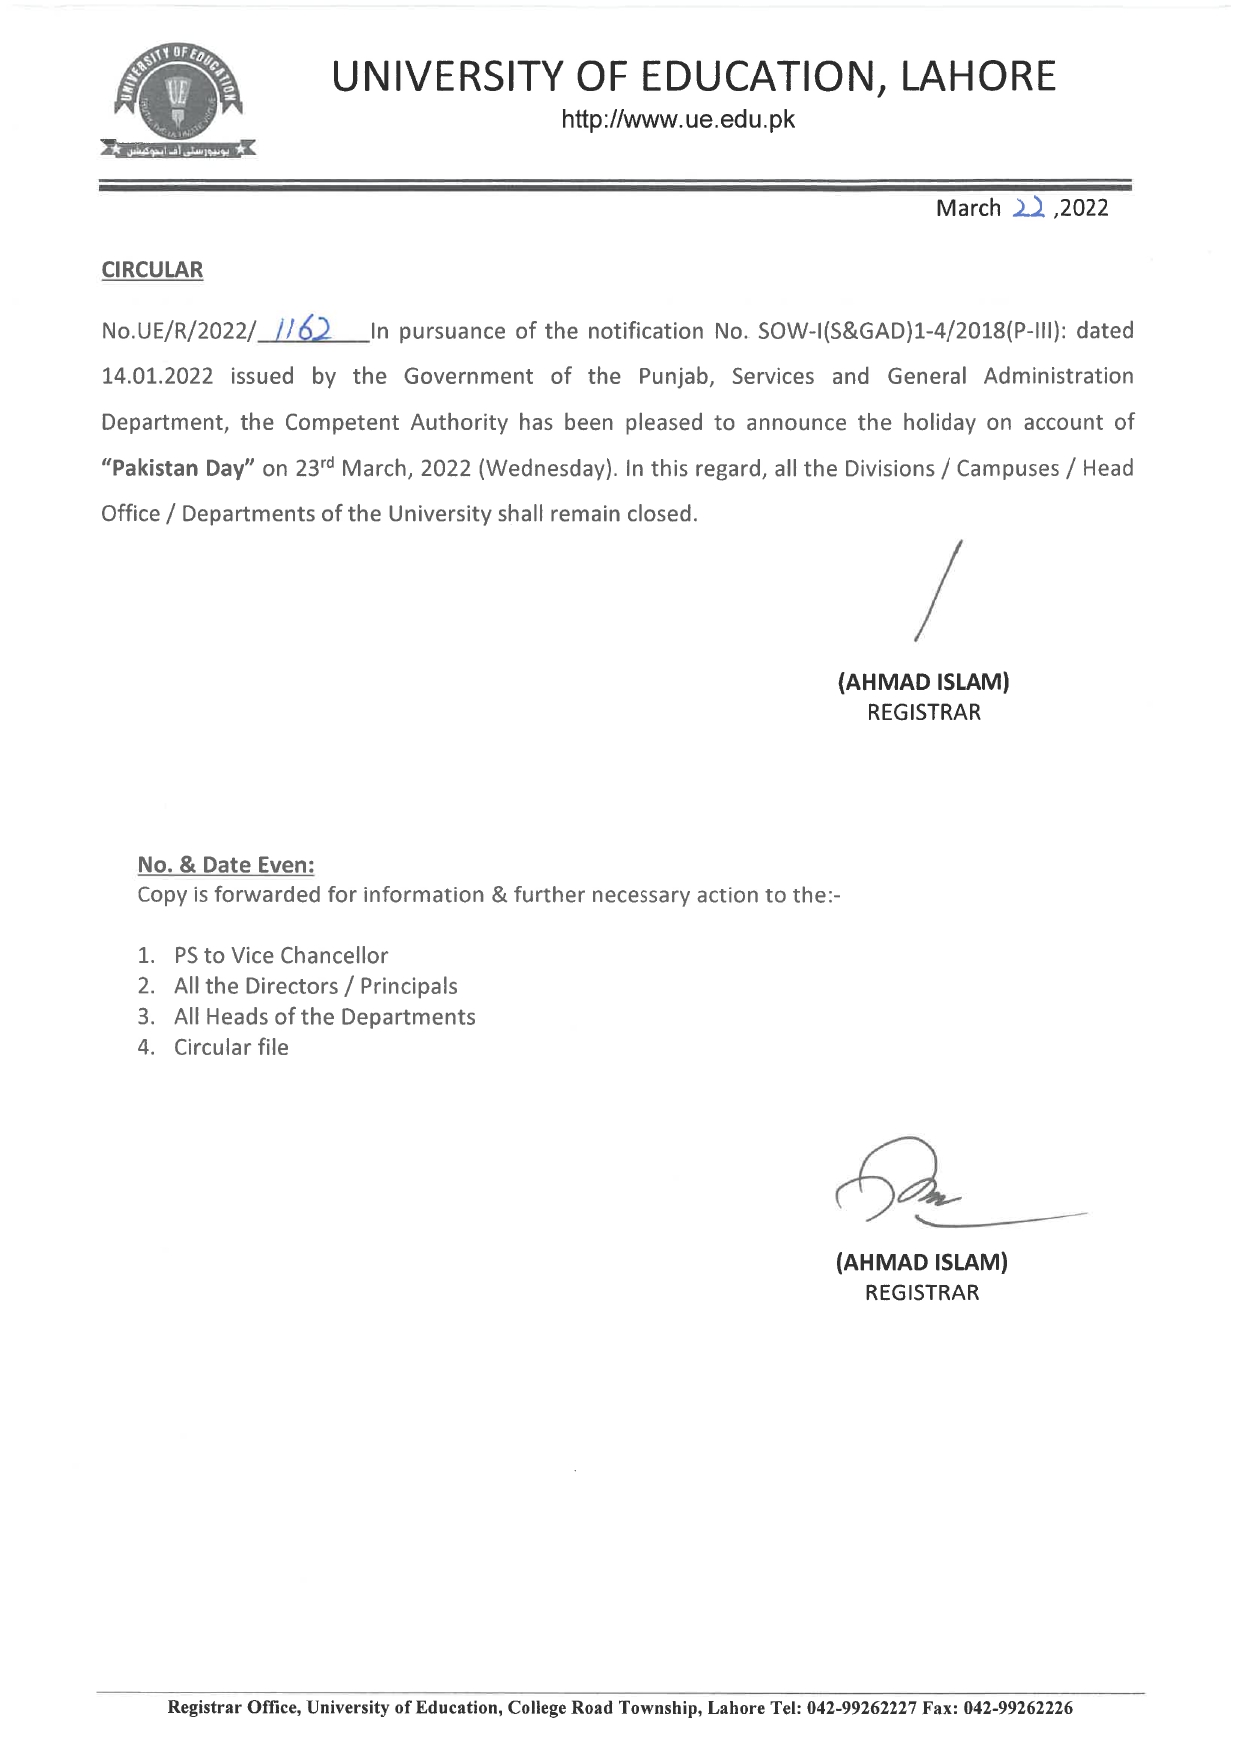 UNIVERSITY OF EDUCATION
UE
یونیورسٹی آف ایجوکیشن
UNIVERSITY OF EDUCATION, LAHORE
http://www.ue.edu.pk
March 22 ,2022
CIRCULAR
No.UE/R/2022/ 1162 In pursuance of the notification No. SOW-I(S&GAD)1-4/2018(P-III): dated
14.01.2022 issued by the Government of the Punjab, Services and General Administration
Department, the Competent Authority has been pleased to announce the holiday on account of
“Pakistan Day” on 23rd March, 2022 (Wednesday). In this regard, all the Divisions / Campuses / Head
Office / Departments of the University shall remain closed.
(AHMAD ISLAM)
REGISTRAR
No. & Date Even:
Copy is forwarded for information & further necessary action to the:-
1. PS to Vice Chancellor
2. All the Directors / Principals
3. All Heads of the Departments
4. Circular file
(AHMAD ISLAM)
REGISTRAR
Registrar Office, University of Education, College Road Township, Lahore Tel: 042-99262227 Fax: 042-99262226